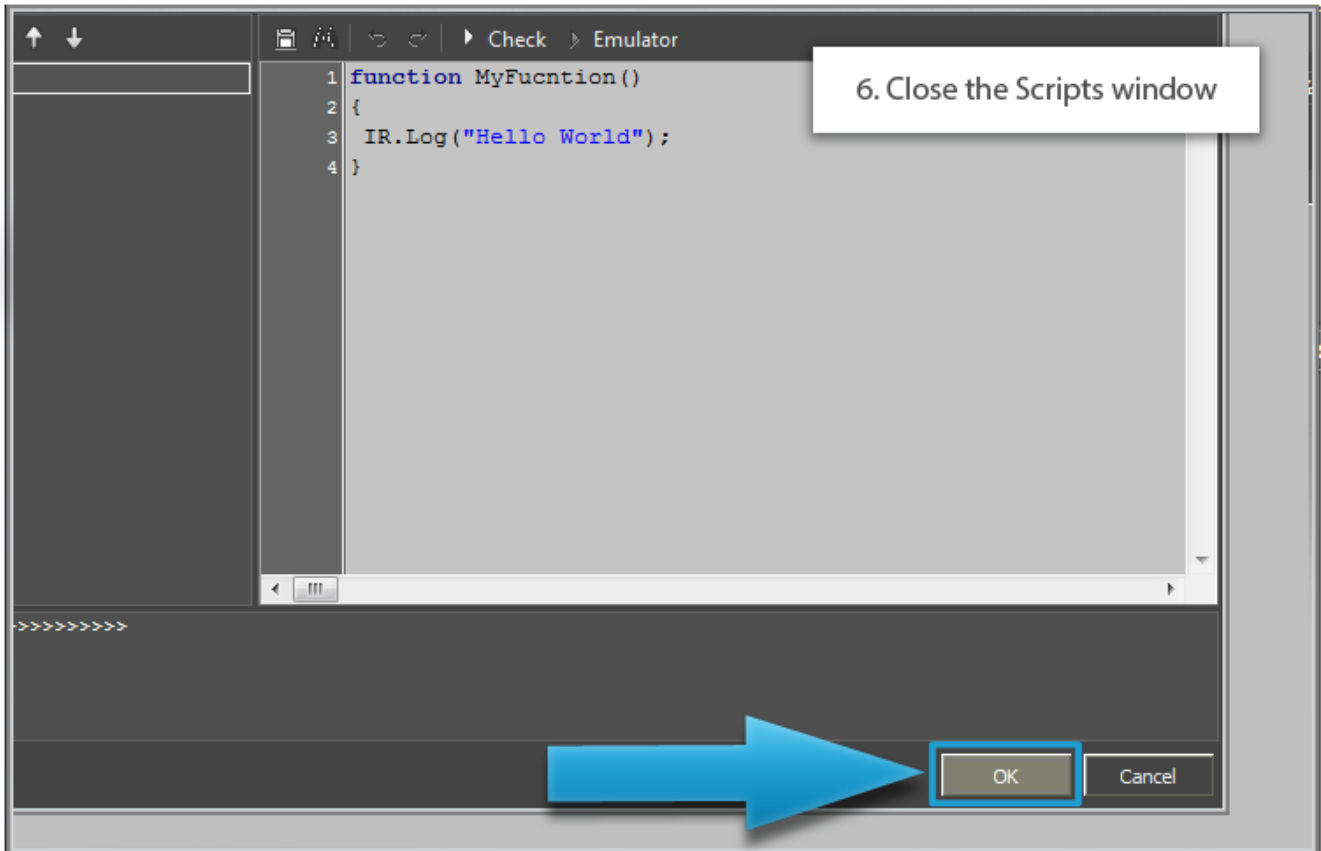 Check Emulator
6. Close the Scripts window
1 function MyFucntion()
2 {
3 IR.Log("Hello World");
4 }
>>>>>>>>>>
OK Cancel